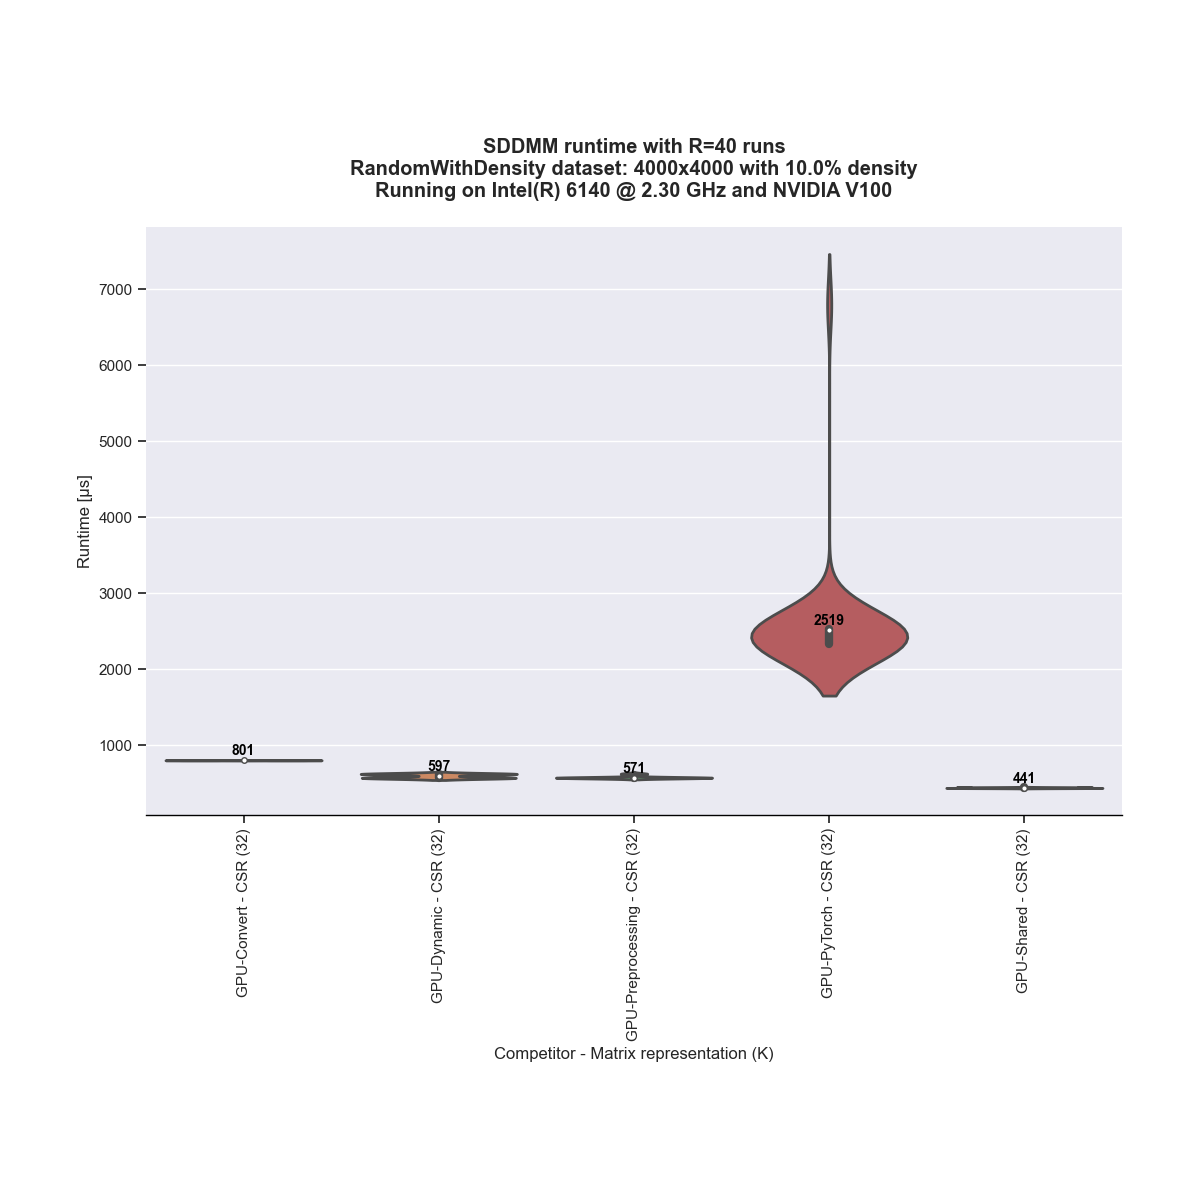 SDDMM runtime with R=40 runs
RandomWithDensity dataset: 4000x4000 with 10.0% density
Running on Intel(R) 6140 @ 2.30 GHz and NVIDIA V100
Runtime [µs]
7000
6000
5000
4000
3000
2000
1000
801
597
571
2519
441
GPU-Convert - CSR (32)
GPU-Dynamic - CSR (32)
GPU-Preprocessing - CSR (32)
GPU-PyTorch - CSR (32)
GPU-Shared - CSR (32)
Competitor - Matrix representation (K)